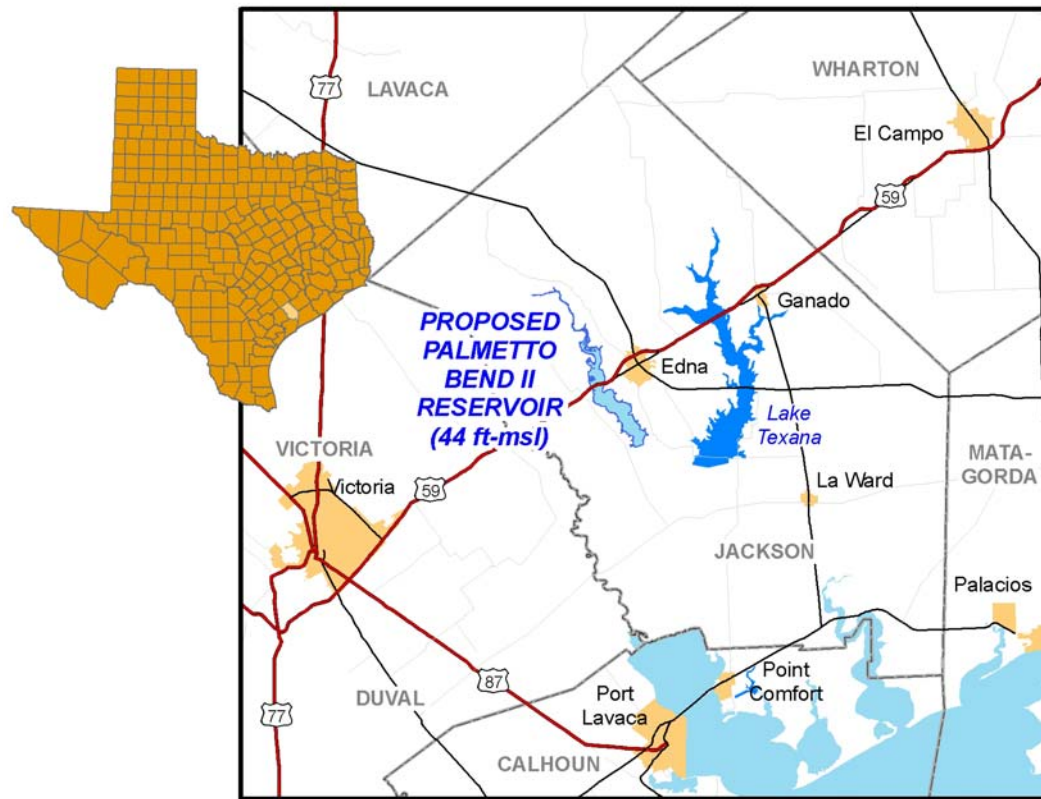 77
LAVACA
WHARTON
El Campo
59
Ganado
PROPOSED
PALMETTO
BEND II
RESERVOIR
(44 ft-msl)
Edna
Lake
Texana
VICTORIA
Victoria
59
MATA-
GORDA
La Ward
JACKSON
Palacios
87
Point
Comfort
Port
Lavaca
DUVAL
77
CALHOUN